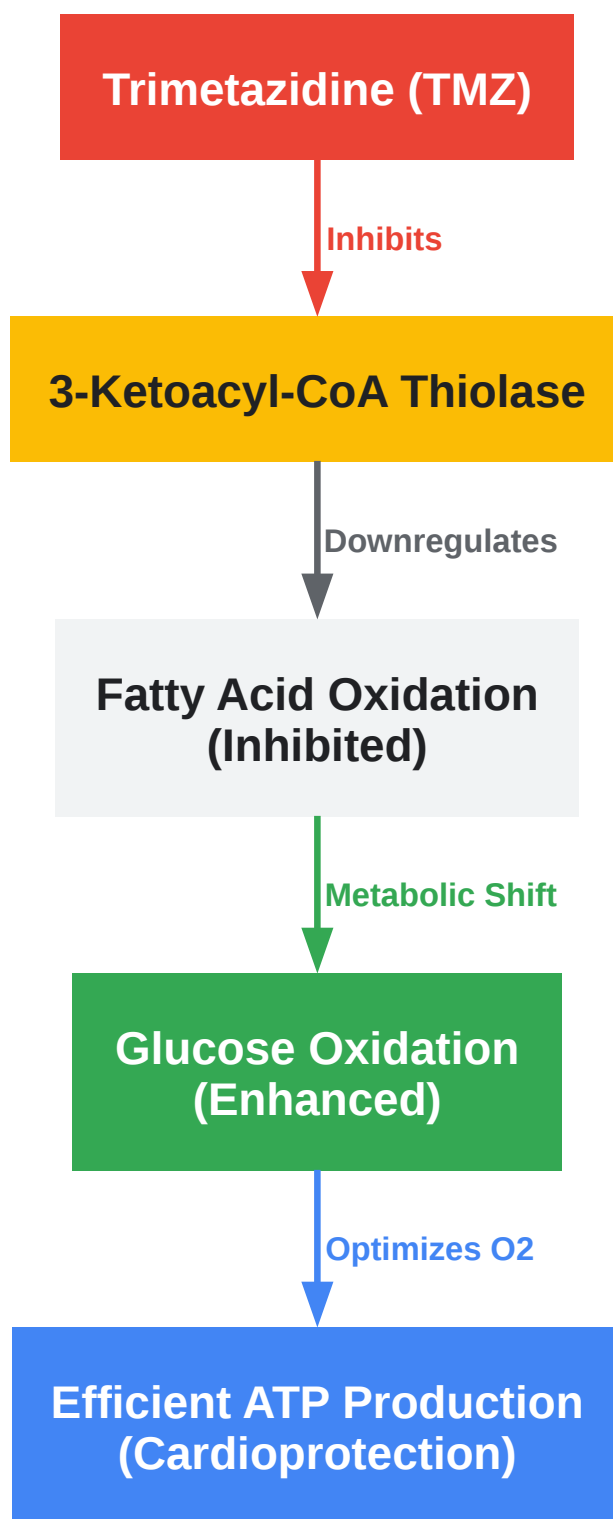 Trimetazidine (TMZ)
Inhibits
3-Ketoacyl-CoA Thiolase
Downregulates
Fatty Acid Oxidation
(Inhibited)
Metabolic Shift
Glucose Oxidation
(Enhanced)
Optimizes O2
Efficient ATP Production
(Cardioprotection)